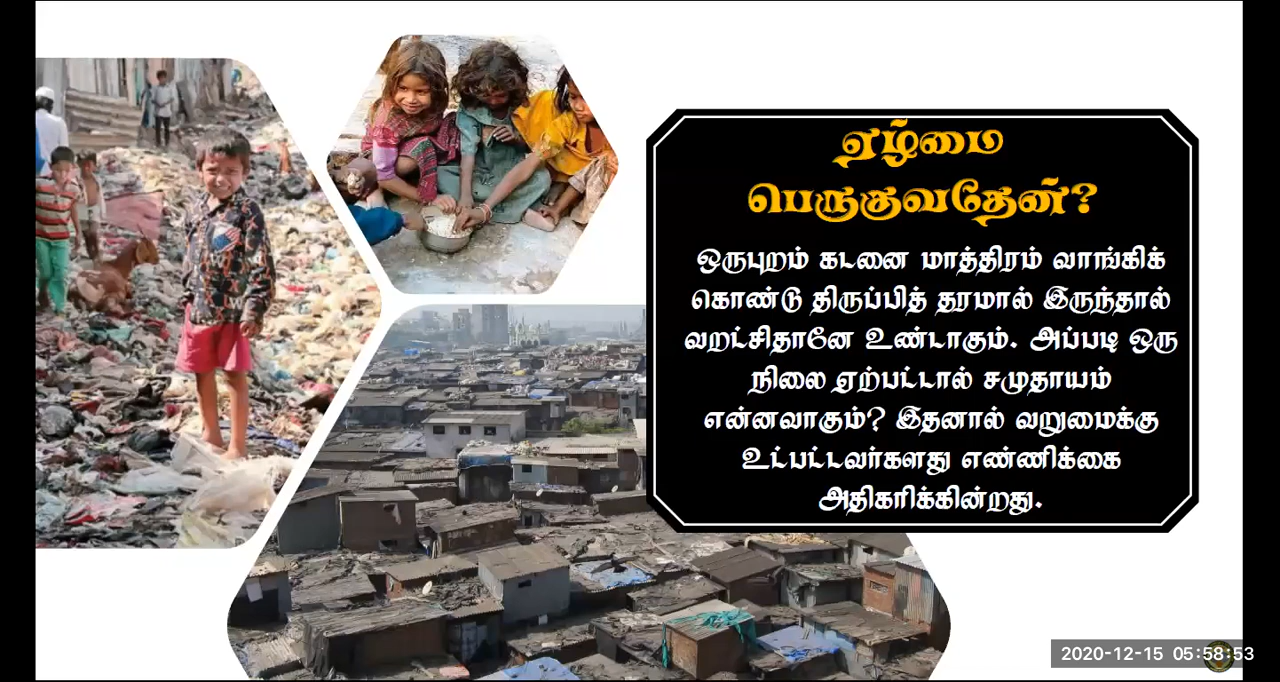 ஏழ்மை
பெருகுவதேன்?
ஒருபுறம் கடனை மாத்திரம் வாங்கிக்
கொண்டு திருப்பித் தராமல் இருந்தால்
வறட்சிதானே உண்டாகும். அப்படி ஒரு
நிலை ஏற்பட்டால் சமுதாயம்
என்னவாகும்? இதனால் வறுமைக்கு
உட்பட்டவர்களது எண்ணிக்கை
அதிகரிக்கின்றது.
2020-12-15 05:58:53